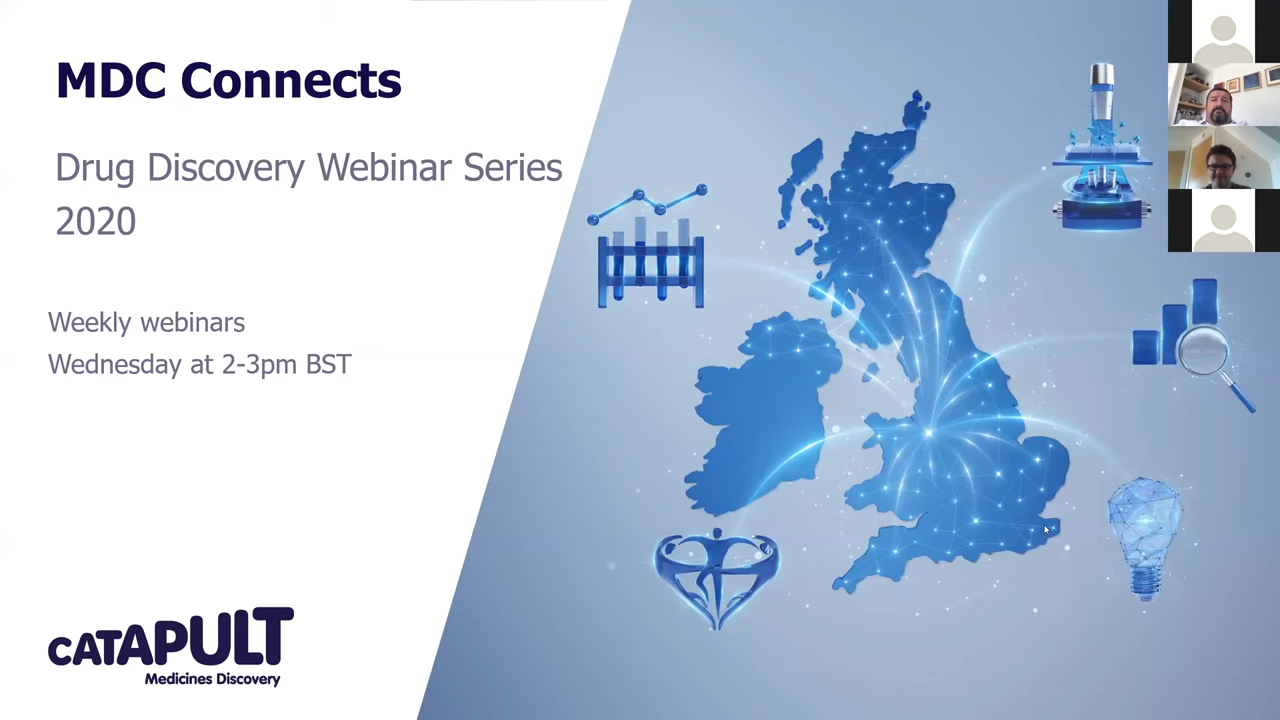 MDC Connects
Drug Discovery Webinar Series
2020
Weekly webinars
Wednesday at 2-3pm BST
CATAPULT
Medicines Discovery